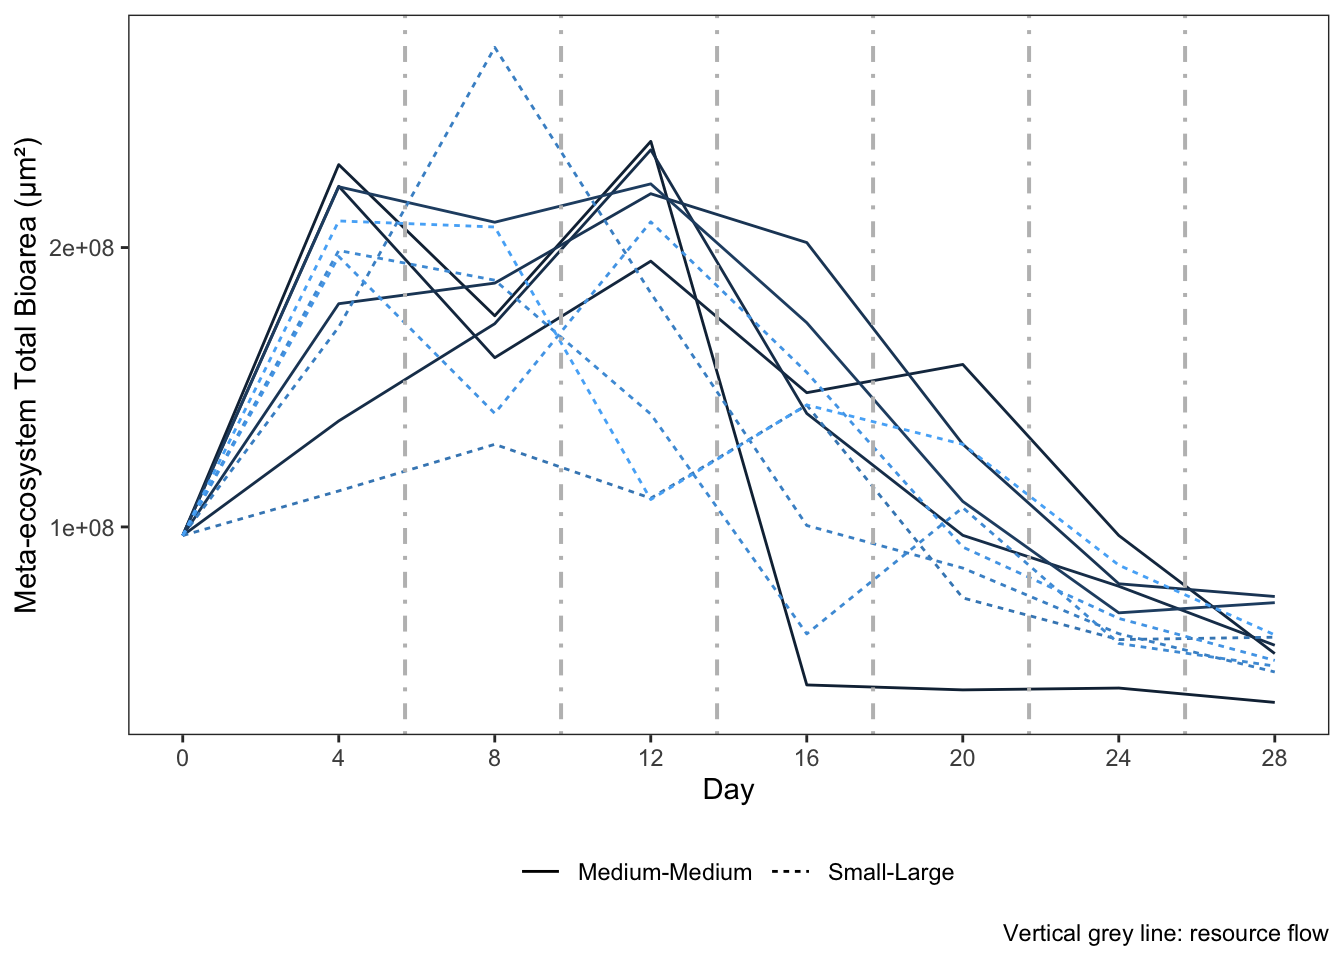 Meta-ecosystem Total Bioarea (µm²)
2e+08
1e+08
0 4 8 12 16 20 24 28
Day
Medium-Medium Small-Large
Vertical grey line: resource flow